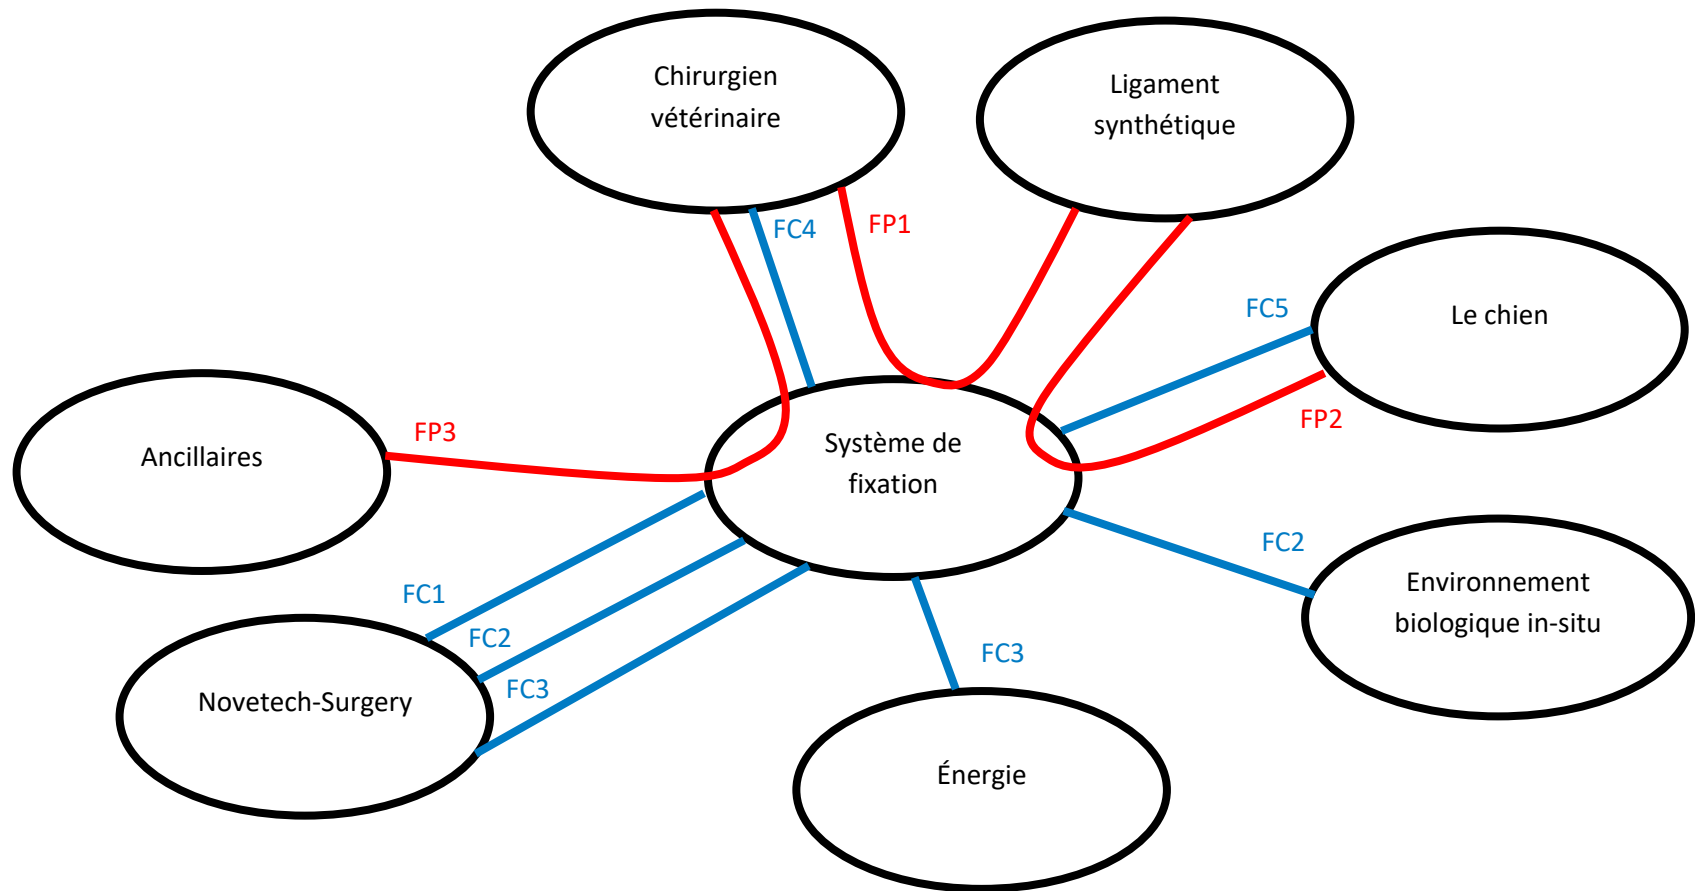 Chirurgien
vétérinaire
Ligament
synthétique
FC4
FP1
FC5
Le chien
FP2
FP3
Ancillaires
Système de
fixation
FC2
Environnement
biologique in-situ
FC1
FC2
FC3
FC3
Novetech-Surgery
Énergie